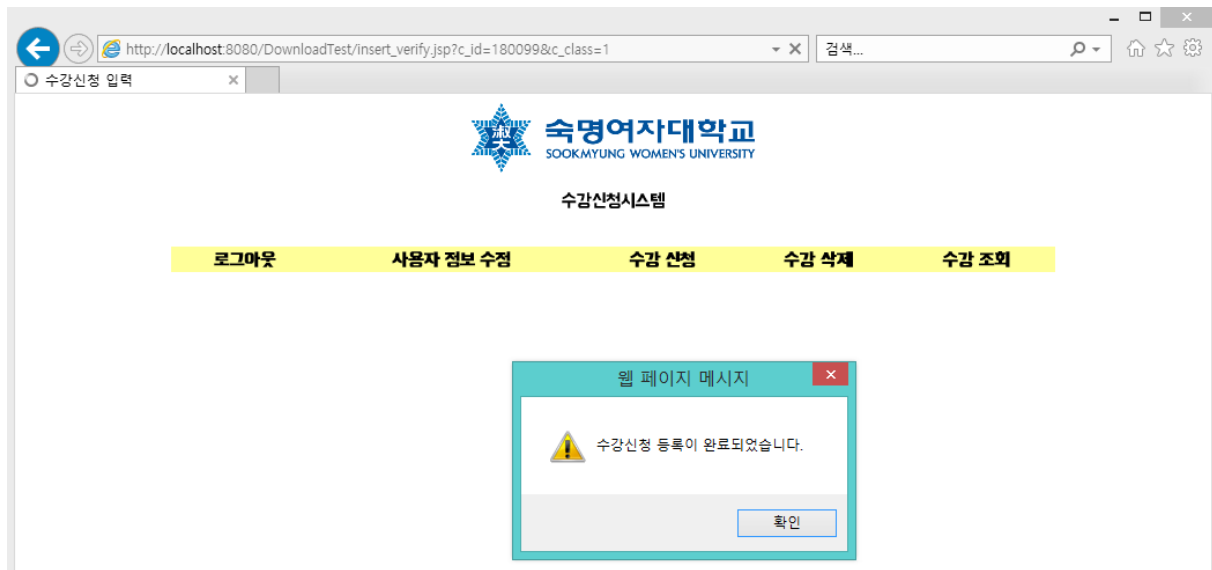 http://localhost:8080/DownloadTest/insert_verify.jsp?c_id=180099&c_class=1
검색...
수강신청 입력
淑大
숙명여자대학교
SOOKMYUNG WOMEN'S UNIVERSITY
수강신청시스템
로그아웃 사용자 정보 수정 수강 신청 수강 삭제 수강 조회
웹 페이지 메시지
수강신청 등록이 완료되었습니다.
확인